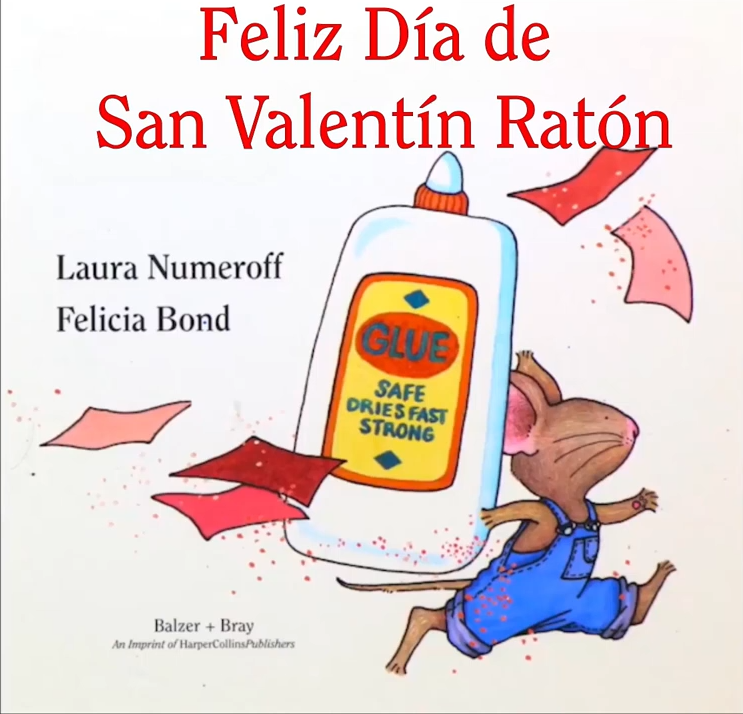 Feliz Día de
San Valentín Ratón
Laura Numeroff
Felicia Bond
GLUE
SAFE
DRIES FAST
STRONG
Balzer + Bray
An Imprint of HarperCollinsPublishers